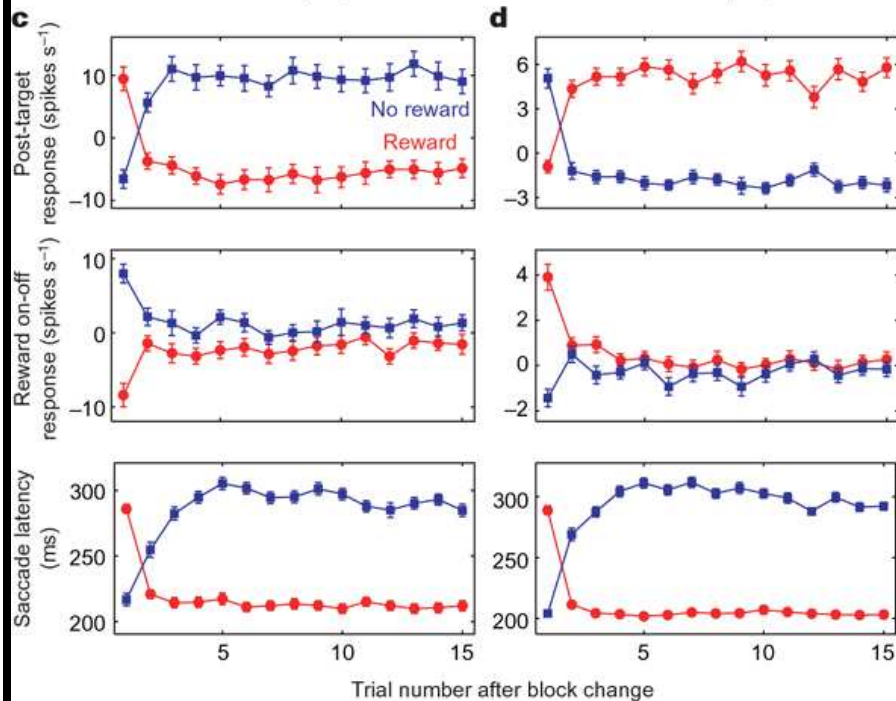 c
d
Post-target
response (spikes s⁻¹)
10
0
–10
No reward
Reward
6
3
0
–3
Reward on-off
response (spikes s⁻¹)
10
0
–10
4
2
0
–2
Saccade latency
(ms)
300
250
200
5
10
15
300
250
200
5
10
15
Trial number after block change